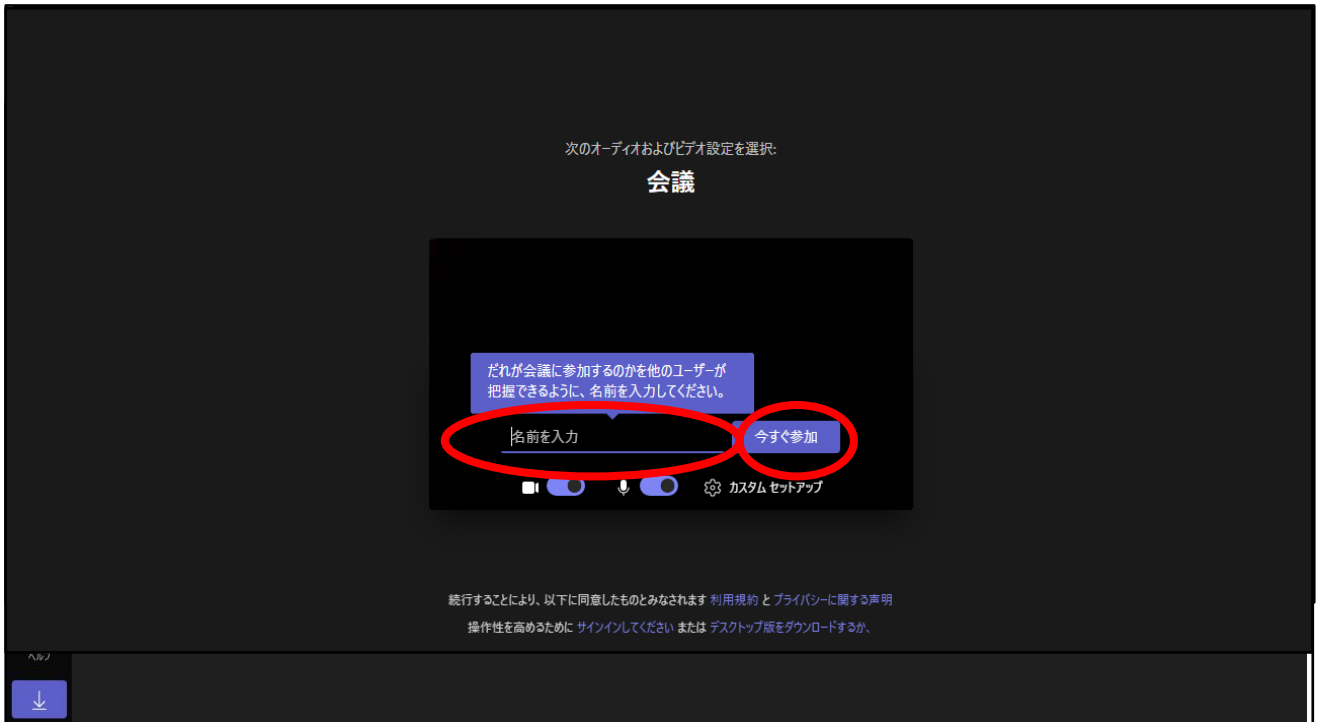 次のオーディオおよびビデオ設定を選択:
会議
だれが会議に参加するのかを他のユーザーが
把握できるように、名前を入力してください。
名前を入力
今すぐ参加
カスタム セットアップ
続行することにより、以下に同意したものとみなされます 利用規約 と プライバシーに関する声明
操作性を高めるために サインインしてください または デスクトップ版をダウンロードするか、
ヘルプ